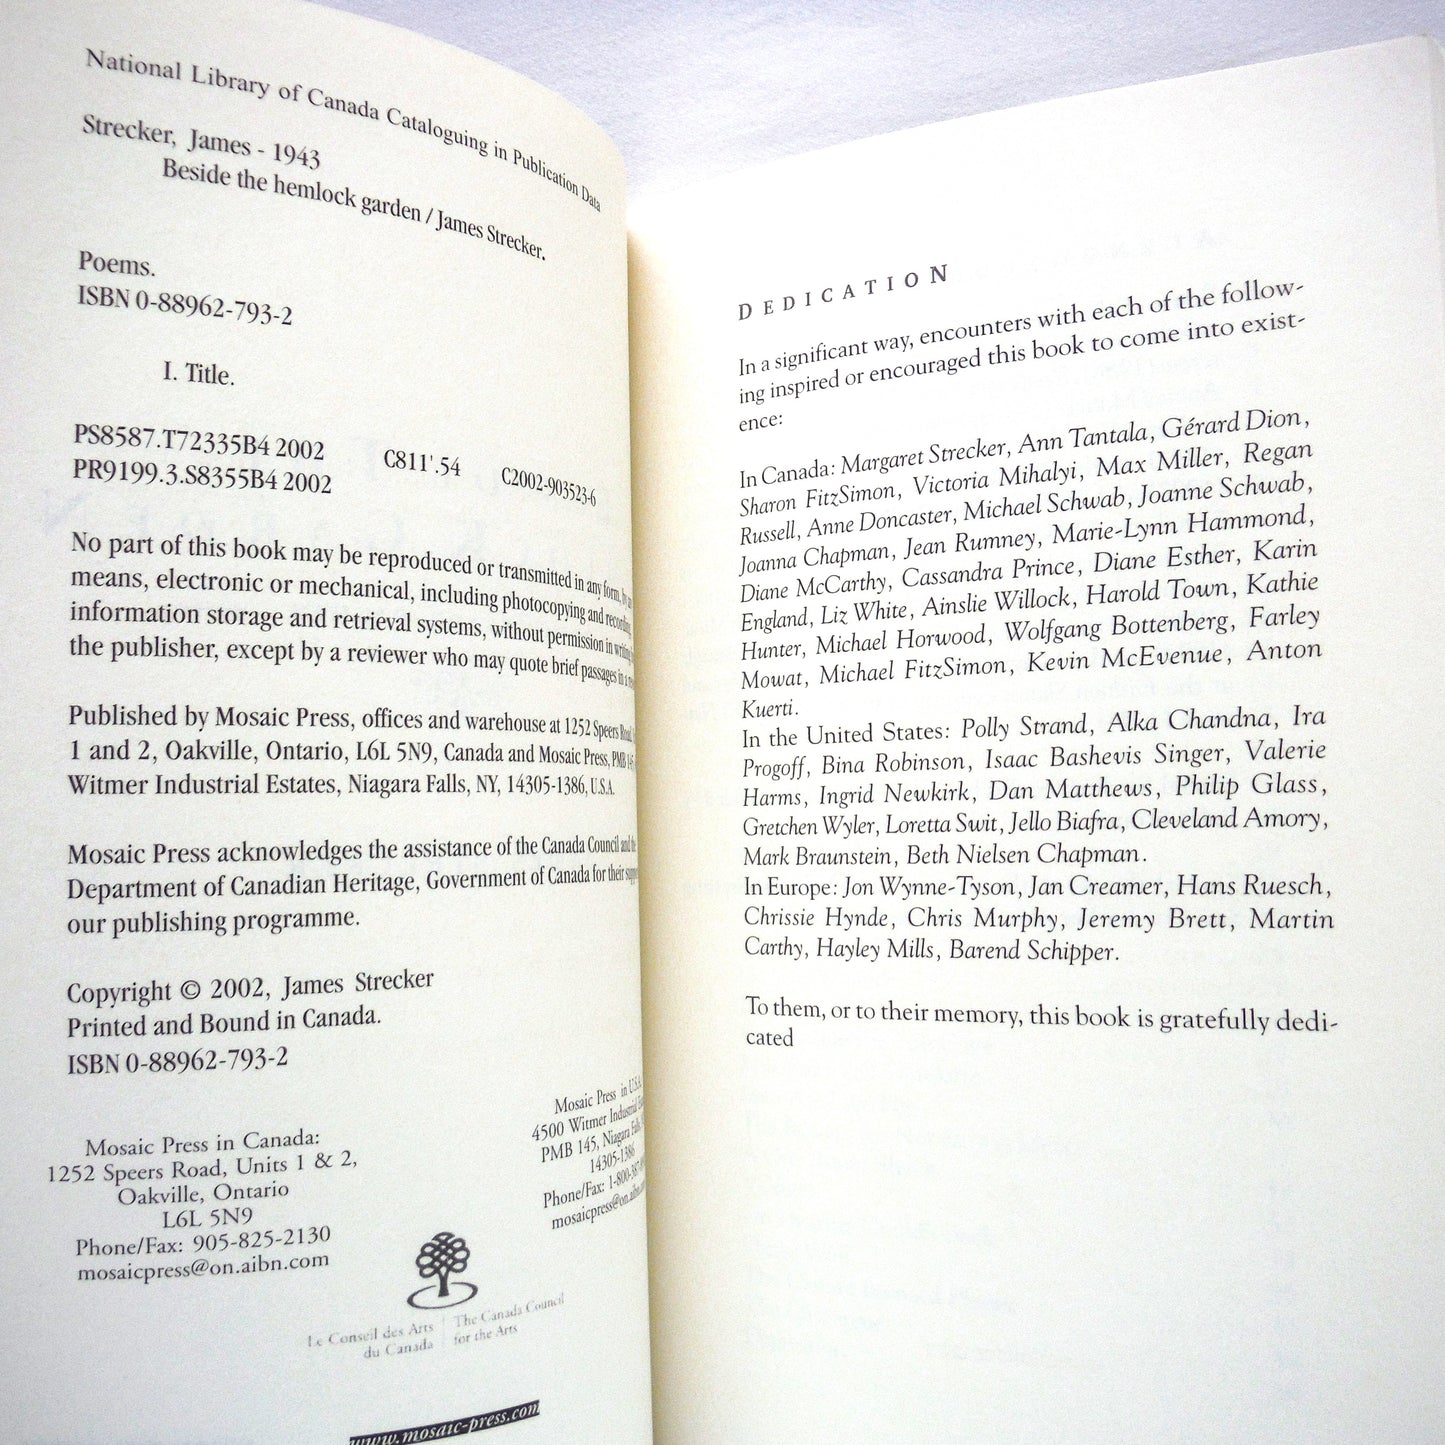 National Library of Canada Cataloguing in Publication Data
Strecker, James - 1943
Beside the hemlock garden / James Strecker.
Poems.
ISBN 0-88962-793-2
I. Title.
PS8587.T72335B4 2002 C811'.54 C2002-903523-6
PR9199.3.S8355B4 2002
No part of this book may be reproduced or transmitted in any form,
means, electronic or mechanical, including photocopying and recording,
information storage and retrieval systems, without permission in writing
the publisher, except by a reviewer who may quote brief passages in a
Published by Mosaic Press, offices and warehouse at 1252 Speers Road,
1 and 2, Oakville, Ontario, L6L 5N9, Canada and Mosaic Press, PMB 145,
Witmer Industrial Estates, Niagara Falls, NY, 14305-1386, U.S.A.
Mosaic Press acknowledges the assistance of the Canada Council and the
Department of Canadian Heritage, Government of Canada for their
our publishing programme.
Copyright © 2002, James Strecker
Printed and Bound in Canada.
ISBN 0-88962-793-2
Mosaic Press in Canada:
1252 Speers Road, Units 1 & 2,
Oakville, Ontario
L6L 5N9
Phone/Fax: 905-825-2130
mosaicpress@on.aibn.com
Mosaic Press in U.S.A.
4500 Witmer Industrial
PMB 145, Niagara Falls,
14305-1386
Phone/Fax: 1-800-387-
mosaicpress@on.aibn.
Le Conseil des Arts
du Canada
The Canada Council
for the Arts
www.mosaic-press.com
DEDICATION
In a significant way, encounters with each of the follow-
ing inspired or encouraged this book to come into exist-
ence:
In Canada: Margaret Strecker, Ann Tantala, Gérard Dion,
Sharon FitzSimon, Victoria Mihalyi, Max Miller, Regan
Russell, Anne Doncaster, Michael Schwab, Joanne Schwab,
Joanna Chapman, Jean Rumney, Marie-Lynn Hammond,
Diane McCarthy, Cassandra Prince, Diane Esther, Karin
England, Liz White, Ainslie Willock, Harold Town, Kathie
Hunter, Michael Horwood, Wolfgang Bottenberg, Farley
Mowat, Michael FitzSimon, Kevin McEvenue, Anton
Kuerti.
In the United States: Polly Strand, Alka Chandna, Ira
Progoff, Bina Robinson, Isaac Bashevis Singer, Valerie
Harms, Ingrid Newkirk, Dan Matthews, Philip Glass,
Gretchen Wyler, Loretta Swit, Jello Biafra, Cleveland Amory,
Mark Braunstein, Beth Nielsen Chapman.
In Europe: Jon Wynne-Tyson, Jan Creamer, Hans Ruesch,
Chrissie Hynde, Chris Murphy, Jeremy Brett, Martin
Carthy, Hayley Mills, Barend Schipper.
To them, or to their memory, this book is gratefully dedi-
cated